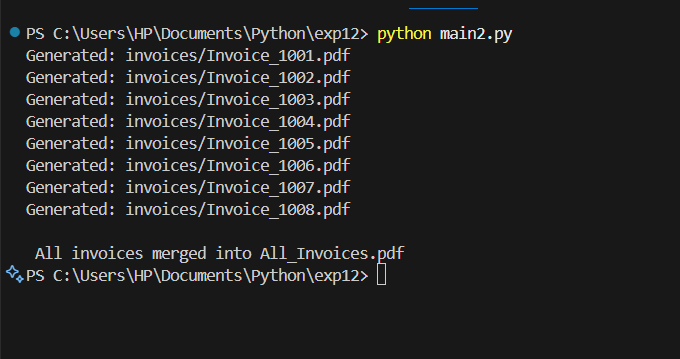 PS C:\Users\HP\Documents\Python\exp12> python main2.py
Generated: invoices/Invoice_1001.pdf
Generated: invoices/Invoice_1002.pdf
Generated: invoices/Invoice_1003.pdf
Generated: invoices/Invoice_1004.pdf
Generated: invoices/Invoice_1005.pdf
Generated: invoices/Invoice_1006.pdf
Generated: invoices/Invoice_1007.pdf
Generated: invoices/Invoice_1008.pdf
All invoices merged into All_Invoices.pdf
PS C:\Users\HP\Documents\Python\exp12>